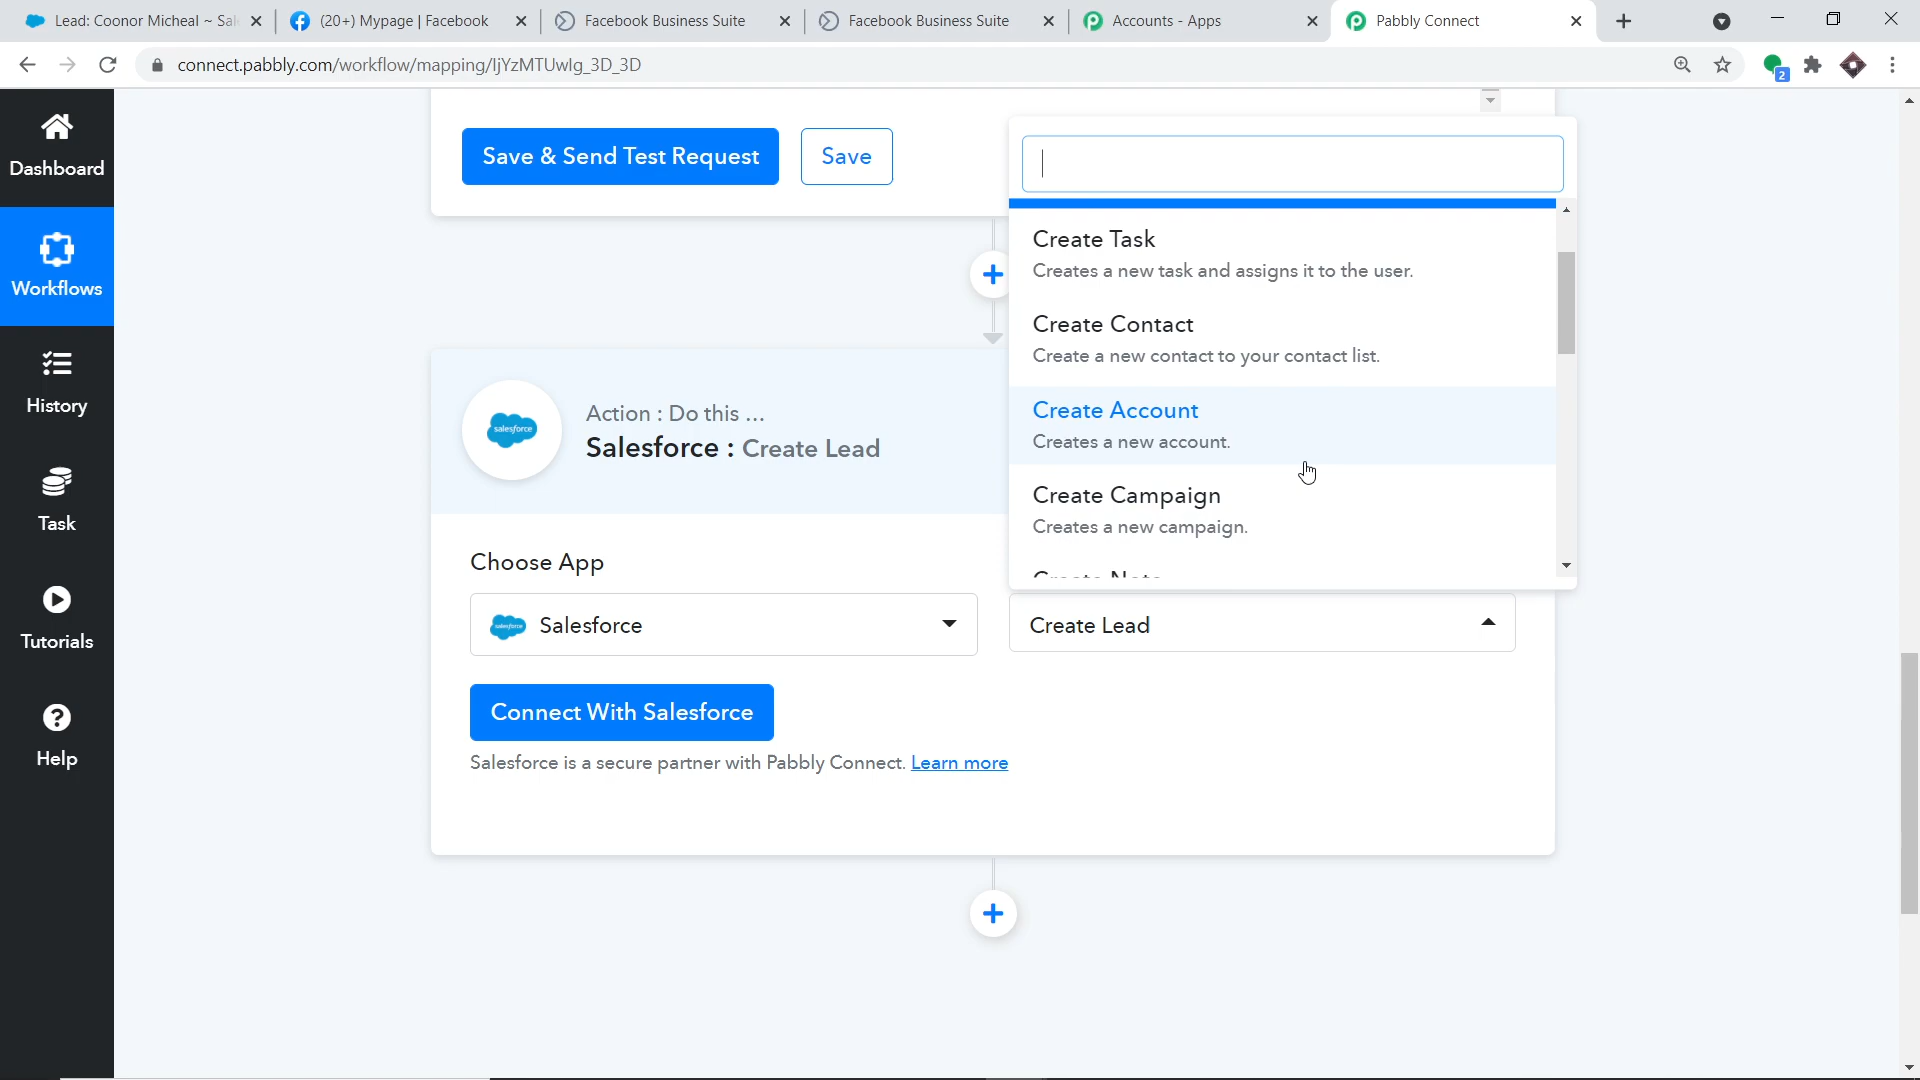 Lead: Coonor Micheal ~ Sal
(20+) Mypage | Facebook
Facebook Business Suite
Facebook Business Suite
Accounts - Apps
Pabbly Connect
connect.pabbly.com/workflow/mapping/IjYzMTUwIg_3D_3D
2
Dashboard
Workflows
History
Task
Tutorials
Help
Save & Send Test Request
Save
Create Task
Creates a new task and assigns it to the user.
Create Contact
Create a new contact to your contact list.
Create Account
Creates a new account.
Create Campaign
Creates a new campaign.
salesforce
Action : Do this ...
Salesforce : Create Lead
Choose App
salesforce
Salesforce
Create Lead
Connect With Salesforce
Salesforce is a secure partner with Pabbly Connect. Learn more